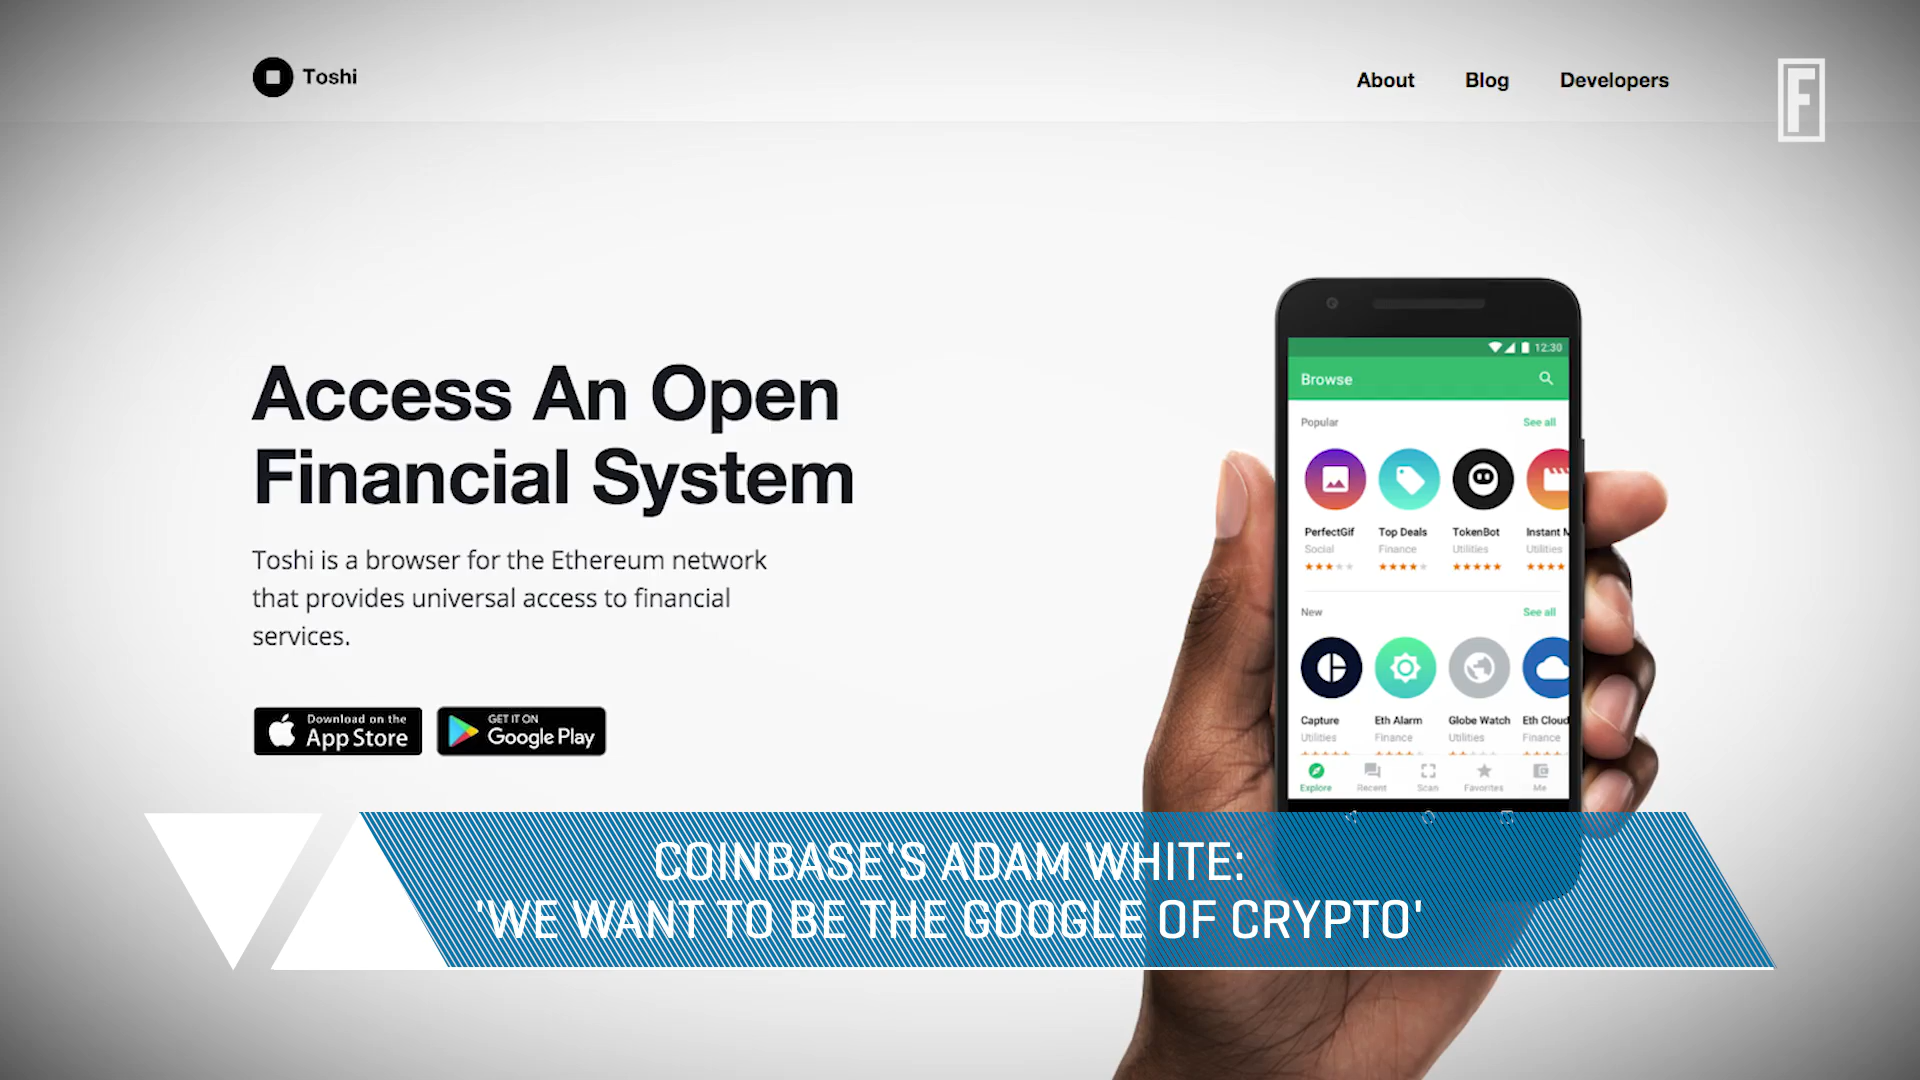 Toshi
About
Blog
Developers
F
Access An Open
Financial System
Toshi is a browser for the Ethereum network
that provides universal access to financial
services.
Download on the
App Store
GET IT ON
Google Play
12:30
Browse
Popular
See all
PerfectGif
Social
Top Deals
Finance
TokenBot
Utilities
Instant M
Utilities
New
See all
Capture
Utilities
Eth Alarm
Finance
Globe Watch
Utilities
Eth Cloud
Finance
Explore
Recent
Scan
Favorites
Me
COINBASE'S ADAM WHITE:
'WE WANT TO BE THE GOOGLE OF CRYPTO'